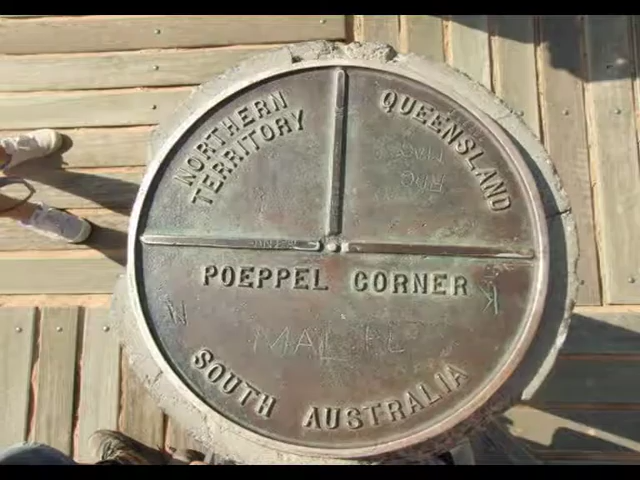 NORTHERN
TERRITORY
QUEENSLAND
POEPPEL CORNER
SOUTH AUSTRALIA